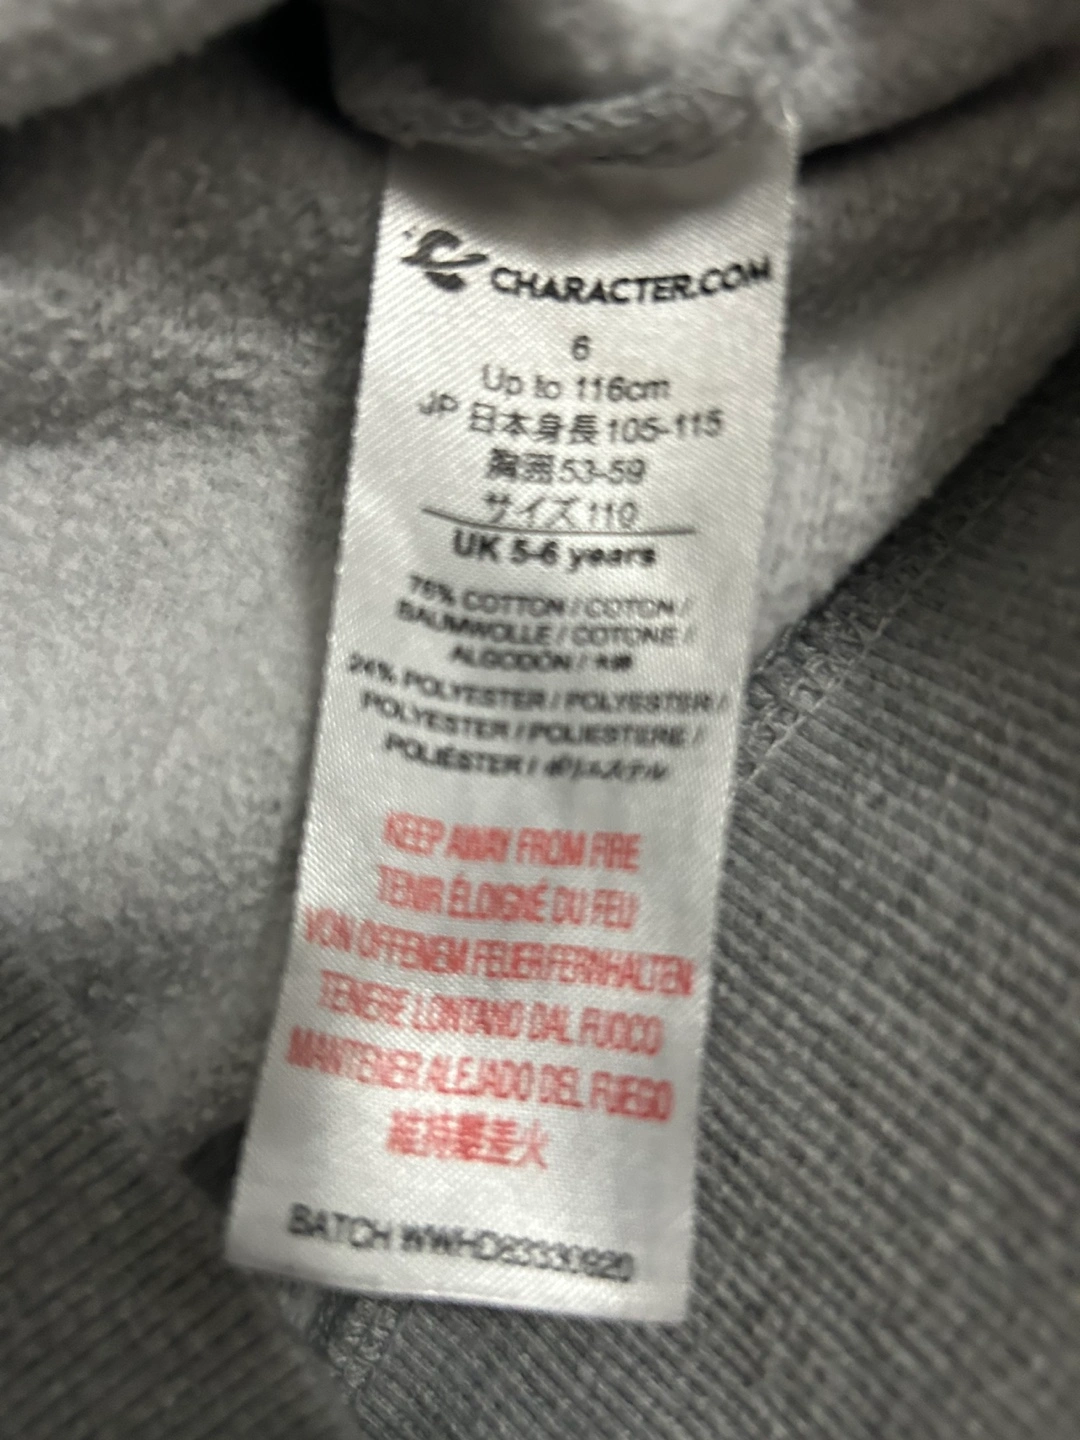 CHARACTER.COM
6
Up to 116cm
JP 日本身長105-115
胸囲53-59
サイズ110
UK 5-6 years
76% COTTON / COTON /
BAUMWOLLE / COTONE /
ALGODÓN / 木綿
24% POLYESTER / POLYESTER /
POLYESTER / POLIESTERE /
POLIÉSTER / ポリエステル
KEEP AWAY FROM FIRE
TENIR ÉLOIGNÉ DU FEU
VON OFFENEM FEUER FERNHALTEN
TENERE LONTANO DAL FUOCO
MANTENER ALEJADO DEL FUEGO
BATCH